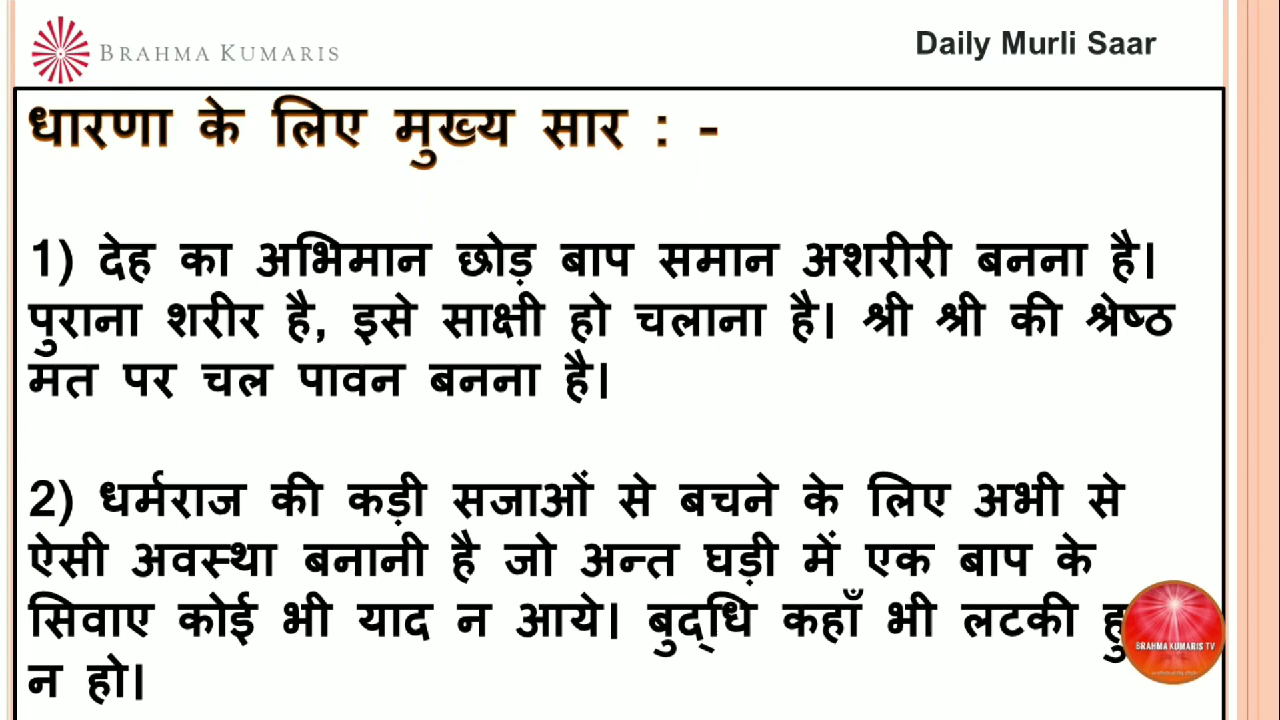 BRAHMA KUMARIS
Daily Murli Saar
धारणा के लिए मुख्य सार : -
1) देह का अभिमान छोड़ बाप समान अशरीरी बनना है।
पुराना शरीर है, इसे साक्षी हो चलाना है। श्री श्री की श्रेष्ठ
मत पर चल पावन बनना है।
2) धर्मराज की कड़ी सजाओं से बचने के लिए अभी से
ऐसी अवस्था बनानी है जो अन्त घड़ी में एक बाप के
सिवाए कोई भी याद न आये। बुद्धि कहाँ भी लटकी
न हो।
BRAHMA KUMARIS TV